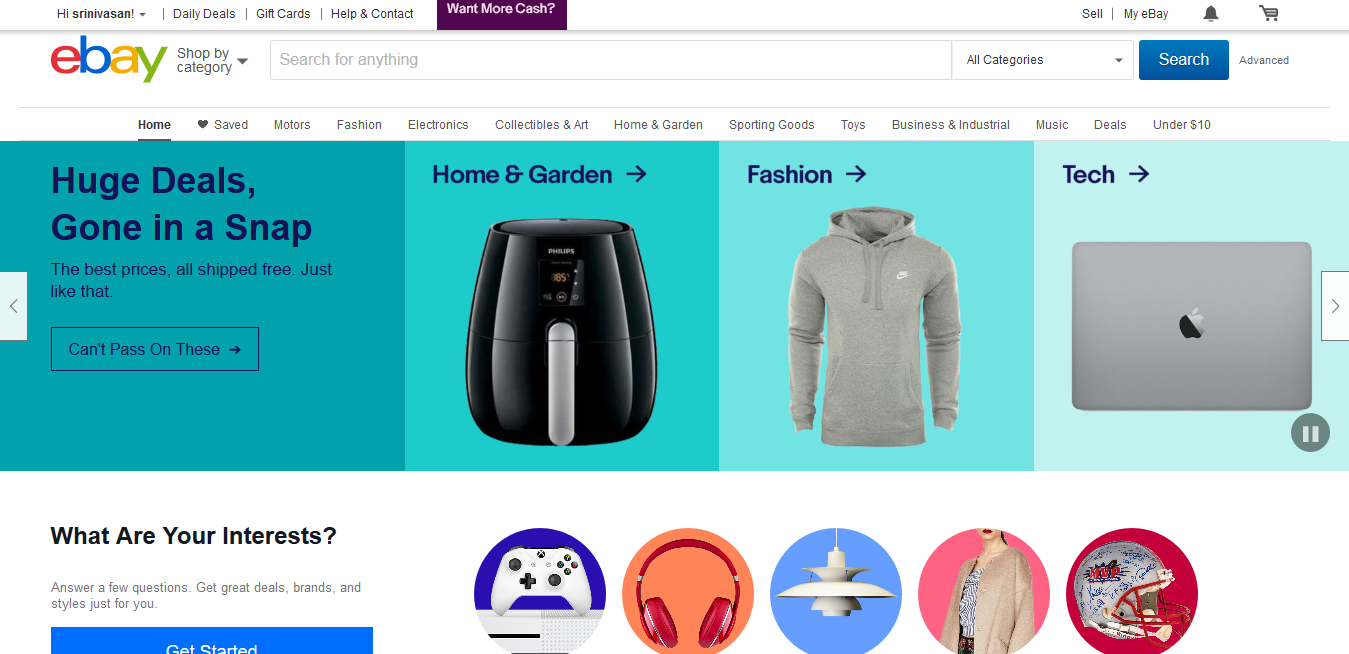 Hi srinivasan!
Daily Deals
Gift Cards
Help & Contact
Want More Cash?
Sell
My eBay
ebay
Shop by
category
Search for anything
All Categories
Search
Advanced
Home
Saved
Motors
Fashion
Electronics
Collectibles & Art
Home & Garden
Sporting Goods
Toys
Business & Industrial
Music
Deals
Under $10
Huge Deals,
Gone in a Snap
The best prices, all shipped free. Just
like that.
Can't Pass On These →
Home & Garden →
PHILIPS
185°
Fashion →
Tech →
What Are Your Interests?
Answer a few questions. Get great deals, brands, and
styles just for you.
Get Started
MVP